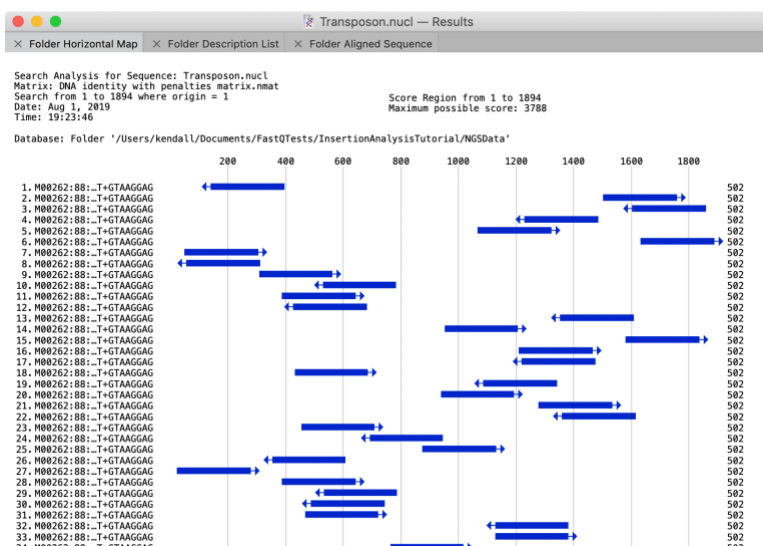 Transposon.nucl — Results
× Folder Horizontal Map × Folder Description List × Folder Aligned Sequence
Search Analysis for Sequence: Transposon.nucl
Matrix: DNA identity with penalties matrix.nmat
Search from 1 to 1894 where origin = 1
Score Region from 1 to 1894
Date: Aug 1, 2019
Maximum possible score: 3788
Time: 19:23:46
Database: Folder '/Users/kendall/Documents/FastQTests/InsertionAnalysisTutorial/NGSData'
200 400 600 800 1000 1200 1400 1600 1800
1. M00262:88:…T+GTAAGGAG 502
2. M00262:88:…T+GTAAGGAG 502
3. M00262:88:…T+GTAAGGAG 502
4. M00262:88:…T+GTAAGGAG 502
5. M00262:88:…T+GTAAGGAG 502
6. M00262:88:…T+GTAAGGAG 502
7. M00262:88:…T+GTAAGGAG 502
8. M00262:88:…T+GTAAGGAG 502
9. M00262:88:…T+GTAAGGAG 502
10. M00262:88:…T+GTAAGGAG 502
11. M00262:88:…T+GTAAGGAG 502
12. M00262:88:…T+GTAAGGAG 502
13. M00262:88:…T+GTAAGGAG 502
14. M00262:88:…T+GTAAGGAG 502
15. M00262:88:…T+GTAAGGAG 502
16. M00262:88:…T+GTAAGGAG 502
17. M00262:88:…T+GTAAGGAG 502
18. M00262:88:…T+GTAAGGAG 502
19. M00262:88:…T+GTAAGGAG 502
20. M00262:88:…T+GTAAGGAG 502
21. M00262:88:…T+GTAAGGAG 502
22. M00262:88:…T+GTAAGGAG 502
23. M00262:88:…T+GTAAGGAG 502
24. M00262:88:…T+GTAAGGAG 502
25. M00262:88:…T+GTAAGGAG 502
26. M00262:88:…T+GTAAGGAG 502
27. M00262:88:…T+GTAAGGAG 502
28. M00262:88:…T+GTAAGGAG 502
29. M00262:88:…T+GTAAGGAG 502
30. M00262:88:…T+GTAAGGAG 502
31. M00262:88:…T+GTAAGGAG 502
32. M00262:88:…T+GTAAGGAG 502
33. M00262:88:…T+GTAAGGAG 502